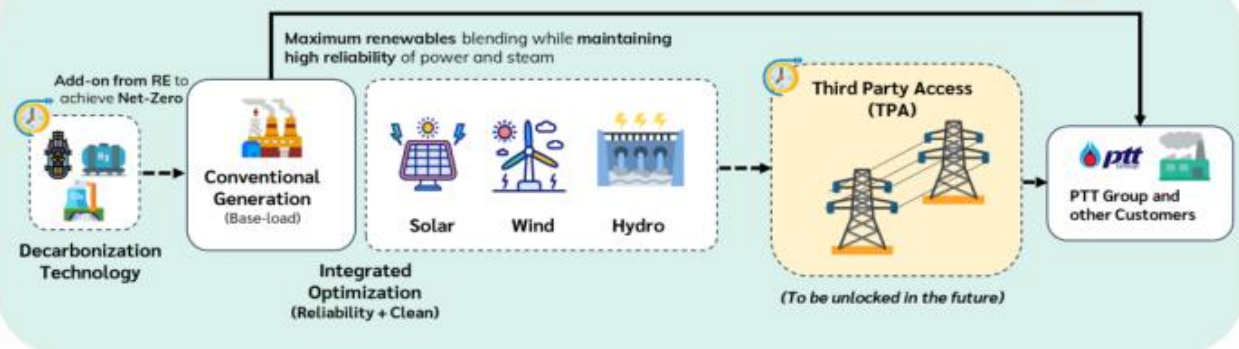 Maximum renewables blending while maintaining
high reliability of power and steam
Add-on from RE to
achieve Net-Zero
H₂
Decarbonization
Technology
Conventional
Generation
(Base-load)
Solar
Wind
Hydro
Integrated
Optimization
(Reliability + Clean)
Third Party Access
(TPA)
(To be unlocked in the future)
ptt
PTT Group and
other Customers